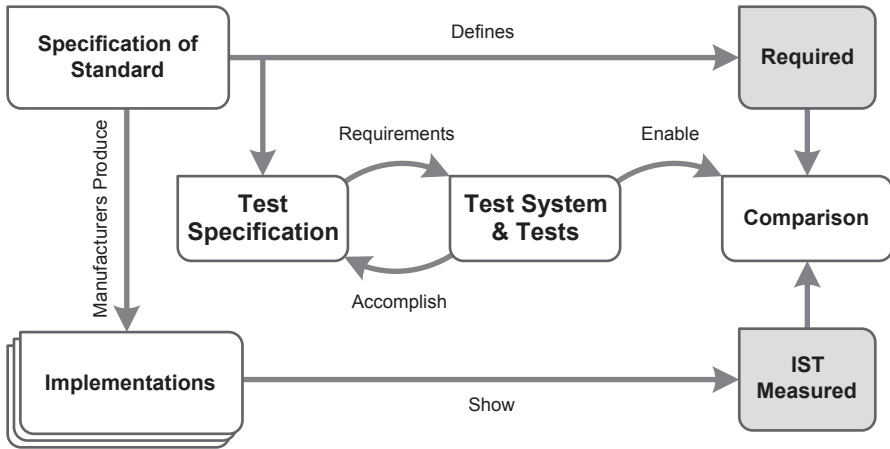 Specification of
Standard
Defines
Required
Manufacturers Produce
Requirements
Enable
Test
Specification
Test System
& Tests
Comparison
Accomplish
Implementations
Show
IST
Measured